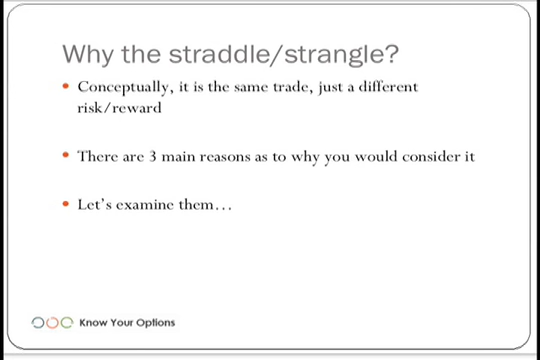 Why the straddle/strangle?
Conceptually, it is the same trade, just a different
risk/reward
There are 3 main reasons as to why you would consider it
Let's examine them...
Know Your Options